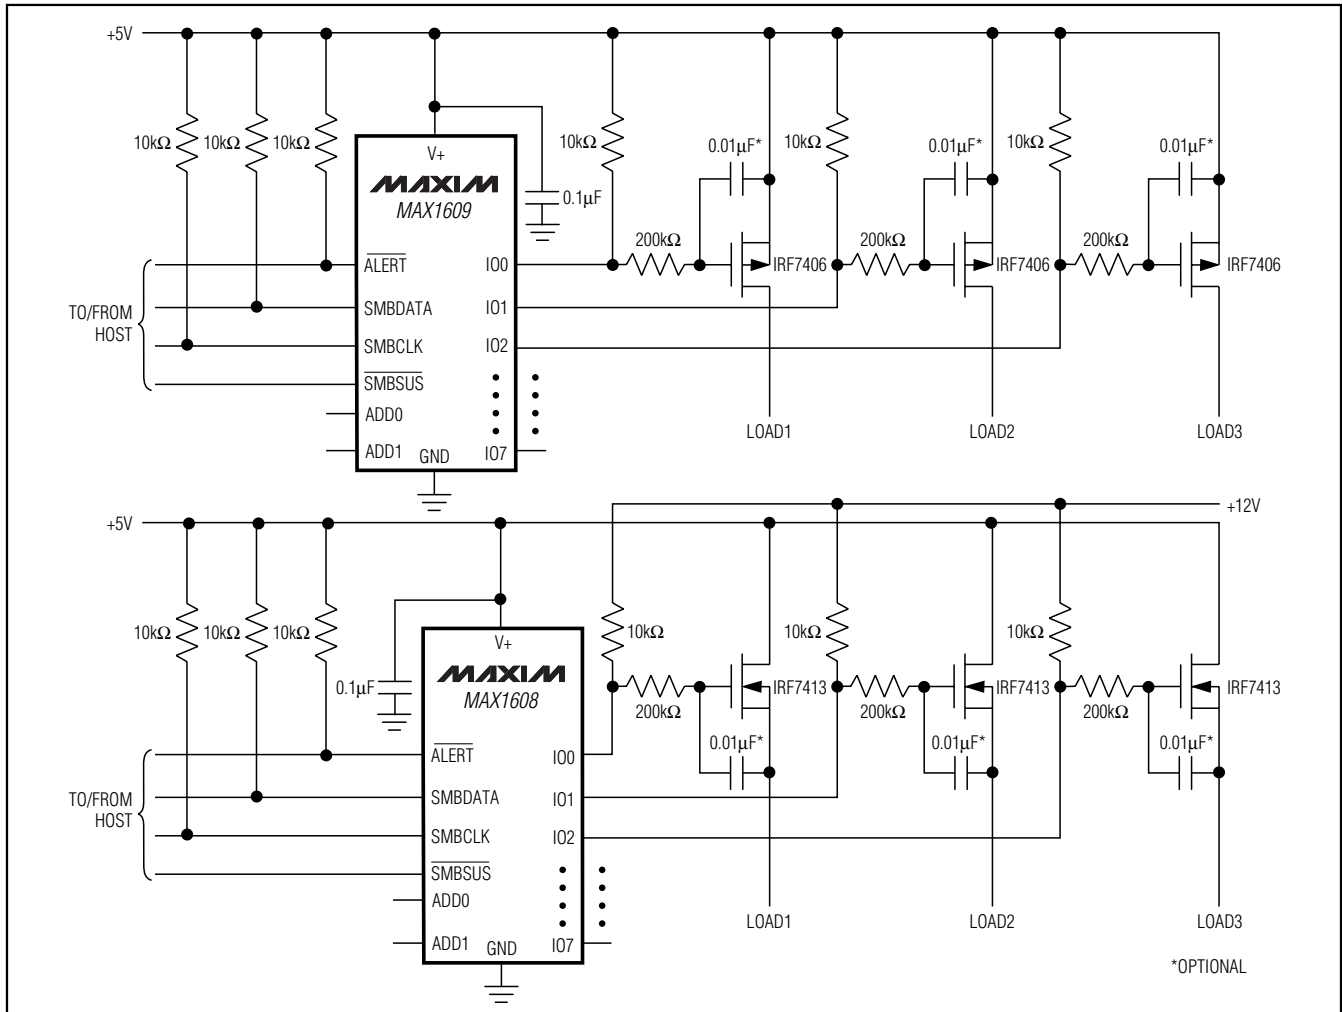 +5V
10kΩ 10kΩ 10kΩ
V+
MAXIM
MAX1609
0.1µF
ALERT
SMBDATA
SMBCLK
SMBSUS
ADD0
ADD1
GND
IO0
IO1
IO2
IO7
TO/FROM
HOST
10kΩ
0.01µF*
200kΩ
IRF7406
LOAD1
10kΩ
0.01µF*
200kΩ
IRF7406
LOAD2
10kΩ
0.01µF*
200kΩ
IRF7406
LOAD3
+5V
+12V
10kΩ 10kΩ 10kΩ
0.1µF
V+
MAXIM
MAX1608
ALERT
SMBDATA
SMBCLK
SMBSUS
ADD0
ADD1
GND
IO0
IO1
IO2
IO7
TO/FROM
HOST
10kΩ
200kΩ
IRF7413
0.01µF*
LOAD1
10kΩ
200kΩ
IRF7413
0.01µF*
LOAD2
10kΩ
200kΩ
IRF7413
0.01µF*
LOAD3
*OPTIONAL